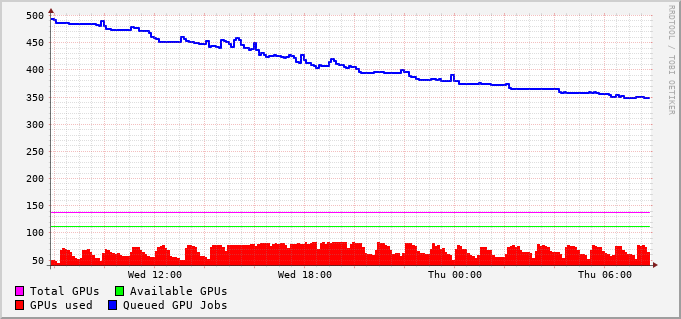 500
450
400
350
300
250
200
150
100
50
Wed 12:00 Wed 18:00 Thu 00:00 Thu 06:00
Total GPUs Available GPUs
GPUs used Queued GPU Jobs
RRDTOOL / TOBI OETIKER